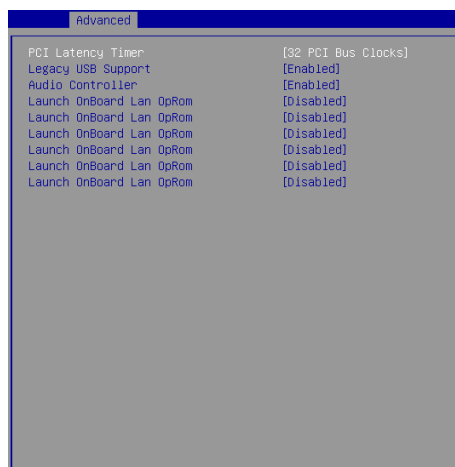 Advanced
PCI Latency Timer [32 PCI Bus Clocks]
Legacy USB Support [Enabled]
Audio Controller [Enabled]
Launch OnBoard Lan OpRom [Disabled]
Launch OnBoard Lan OpRom [Disabled]
Launch OnBoard Lan OpRom [Disabled]
Launch OnBoard Lan OpRom [Disabled]
Launch OnBoard Lan OpRom [Disabled]
Launch OnBoard Lan OpRom [Disabled]